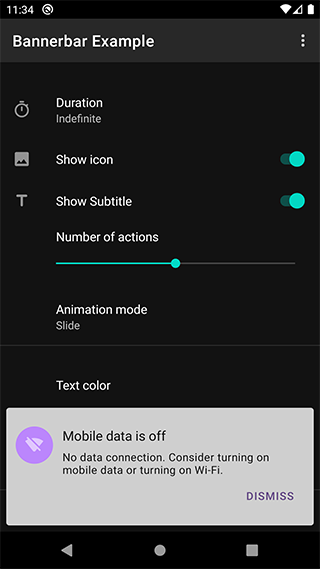 11:34
Bannerbar Example
Duration
Indefinite
Show icon
Show Subtitle
Number of actions
Animation mode
Slide
Text color
Mobile data is off
No data connection. Consider turning on
mobile data or turning on Wi-Fi.
DISMISS